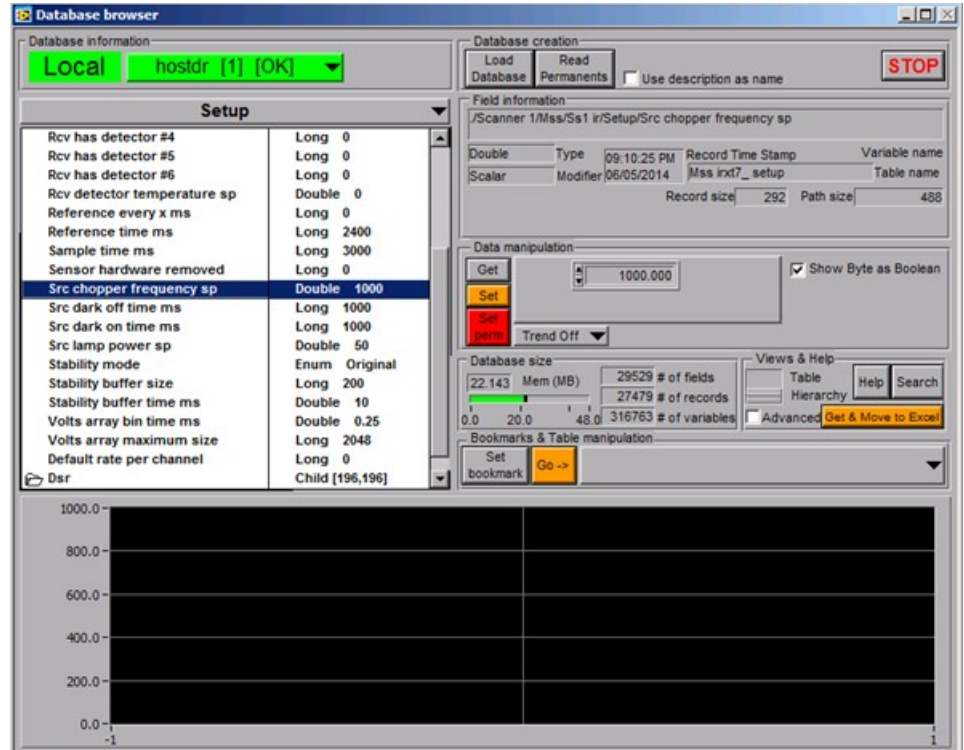 Database browser
Database information
Local
hostdr [1] [OK]
Setup
Rcv has detector #4 Long 0
Rcv has detector #5 Long 0
Rcv has detector #6 Long 0
Rcv detector temperature sp Double 0
Reference every x ms Long 0
Reference time ms Long 2400
Sample time ms Long 3000
Sensor hardware removed Long 0
Src chopper frequency sp Double 1000
Src dark off time ms Long 1000
Src dark on time ms Long 1000
Src lamp power sp Double 50
Stability mode Enum Original
Stability buffer size Long 200
Stability buffer time ms Double 10
Volts array bin time ms Double 0.25
Volts array maximum size Long 2048
Default rate per channel Long 0
Dsr Child [196,196]
Database creation
Load Database
Read Permanents
Use description as name
STOP
Field information
./Scanner 1/Mss/Ss1 ir/Setup/Src chopper frequency sp
Double Type 09:10:25 PM Record Time Stamp Variable name
Scalar Modifier 06/05/2014 Mss irxt7_ setup Table name
Record size 292 Path size 488
Data manipulation
Get
Set
Set perm
1000.000
Show Byte as Boolean
Trend Off
Database size
22.143 Mem (MB)
0.0 20.0 48.0
29529 # of fields
27479 # of records
316763 # of variables
Views & Help
Table
Hierarchy
Help
Search
Advanced
Get & Move to Excel
Bookmarks & Table manipulation
Set bookmark
Go ->
1000.0
800.0
600.0
400.0
200.0
0.0
-1 1